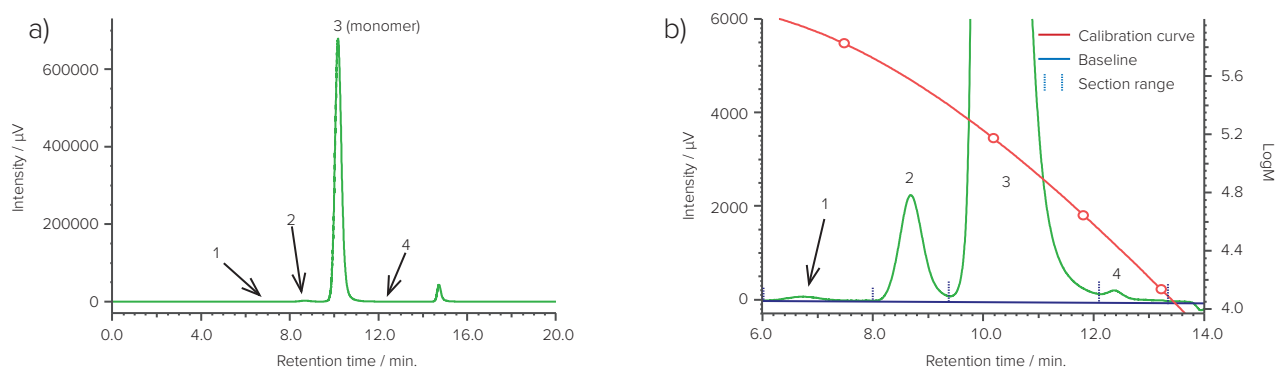 a)
3 (monomer)
600000
400000
200000
0
Intensity / μV
1
2
4
0.0
4.0
8.0
12.0
16.0
20.0
Retention time / min.
b)
6000
4000
2000
0
Intensity / μV
Calibration curve
Baseline
Section range
1
2
3
4
5.6
5.2
4.8
4.4
4.0
LogM
6.0
8.0
10.0
12.0
14.0
Retention time / min.